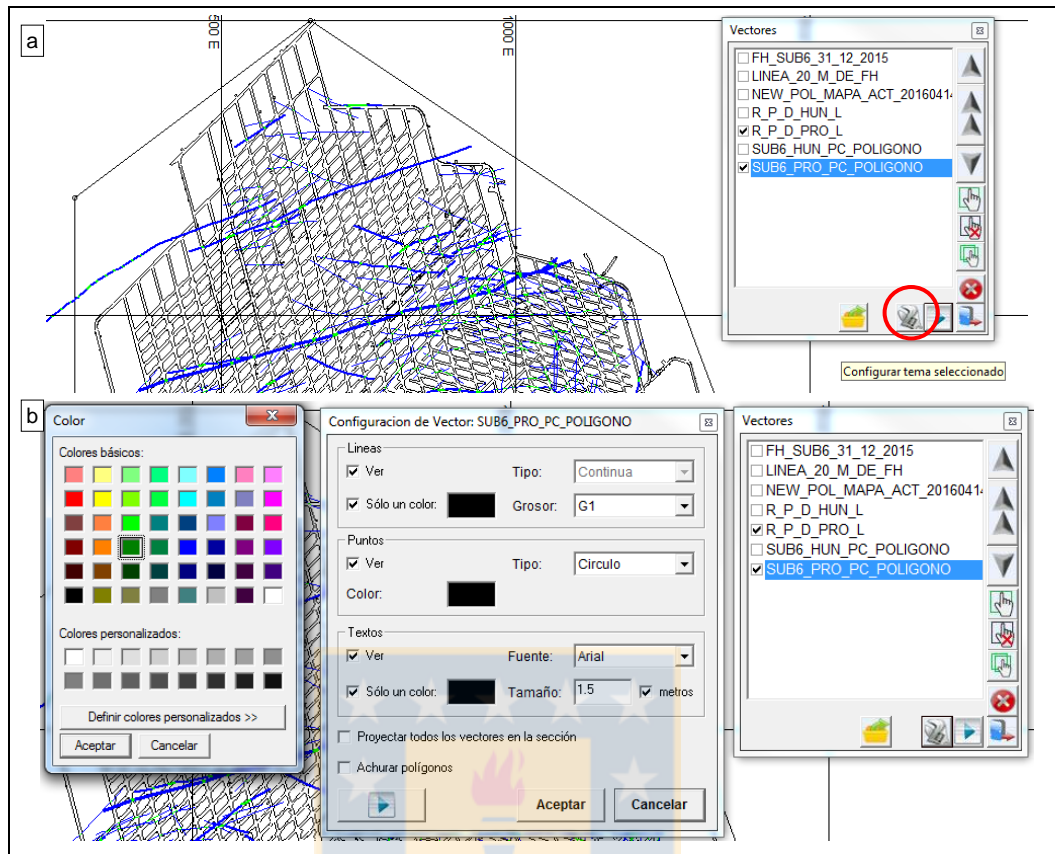 a
500 E
1000 E
Vectores
FH_SUB6_31_12_2015
LINEA_20_M_DE_FH
NEW_POL_MAPA_ACT_20160414
R_P_D_HUN_L
R_P_D_PRO_L
SUB6_HUN_PC_POLIGONO
SUB6_PRO_PC_POLIGONO
Configurar tema seleccionado
b
Color
Colores básicos:
Colores personalizados:
Definir colores personalizados >>
Aceptar Cancelar
Configuracion de Vector: SUB6_PRO_PC_POLIGONO
Lineas
Ver Tipo: Continua
Sólo un color: Grosor: G1
Puntos
Ver Tipo: Circulo
Color:
Textos
Ver Fuente: Arial
Sólo un color: Tamaño: 1.5 metros
Proyectar todos los vectores en la sección
Achurar polígonos
Aceptar Cancelar
Vectores
FH_SUB6_31_12_2015
LINEA_20_M_DE_FH
NEW_POL_MAPA_ACT_20160414
R_P_D_HUN_L
R_P_D_PRO_L
SUB6_HUN_PC_POLIGONO
SUB6_PRO_PC_POLIGONO